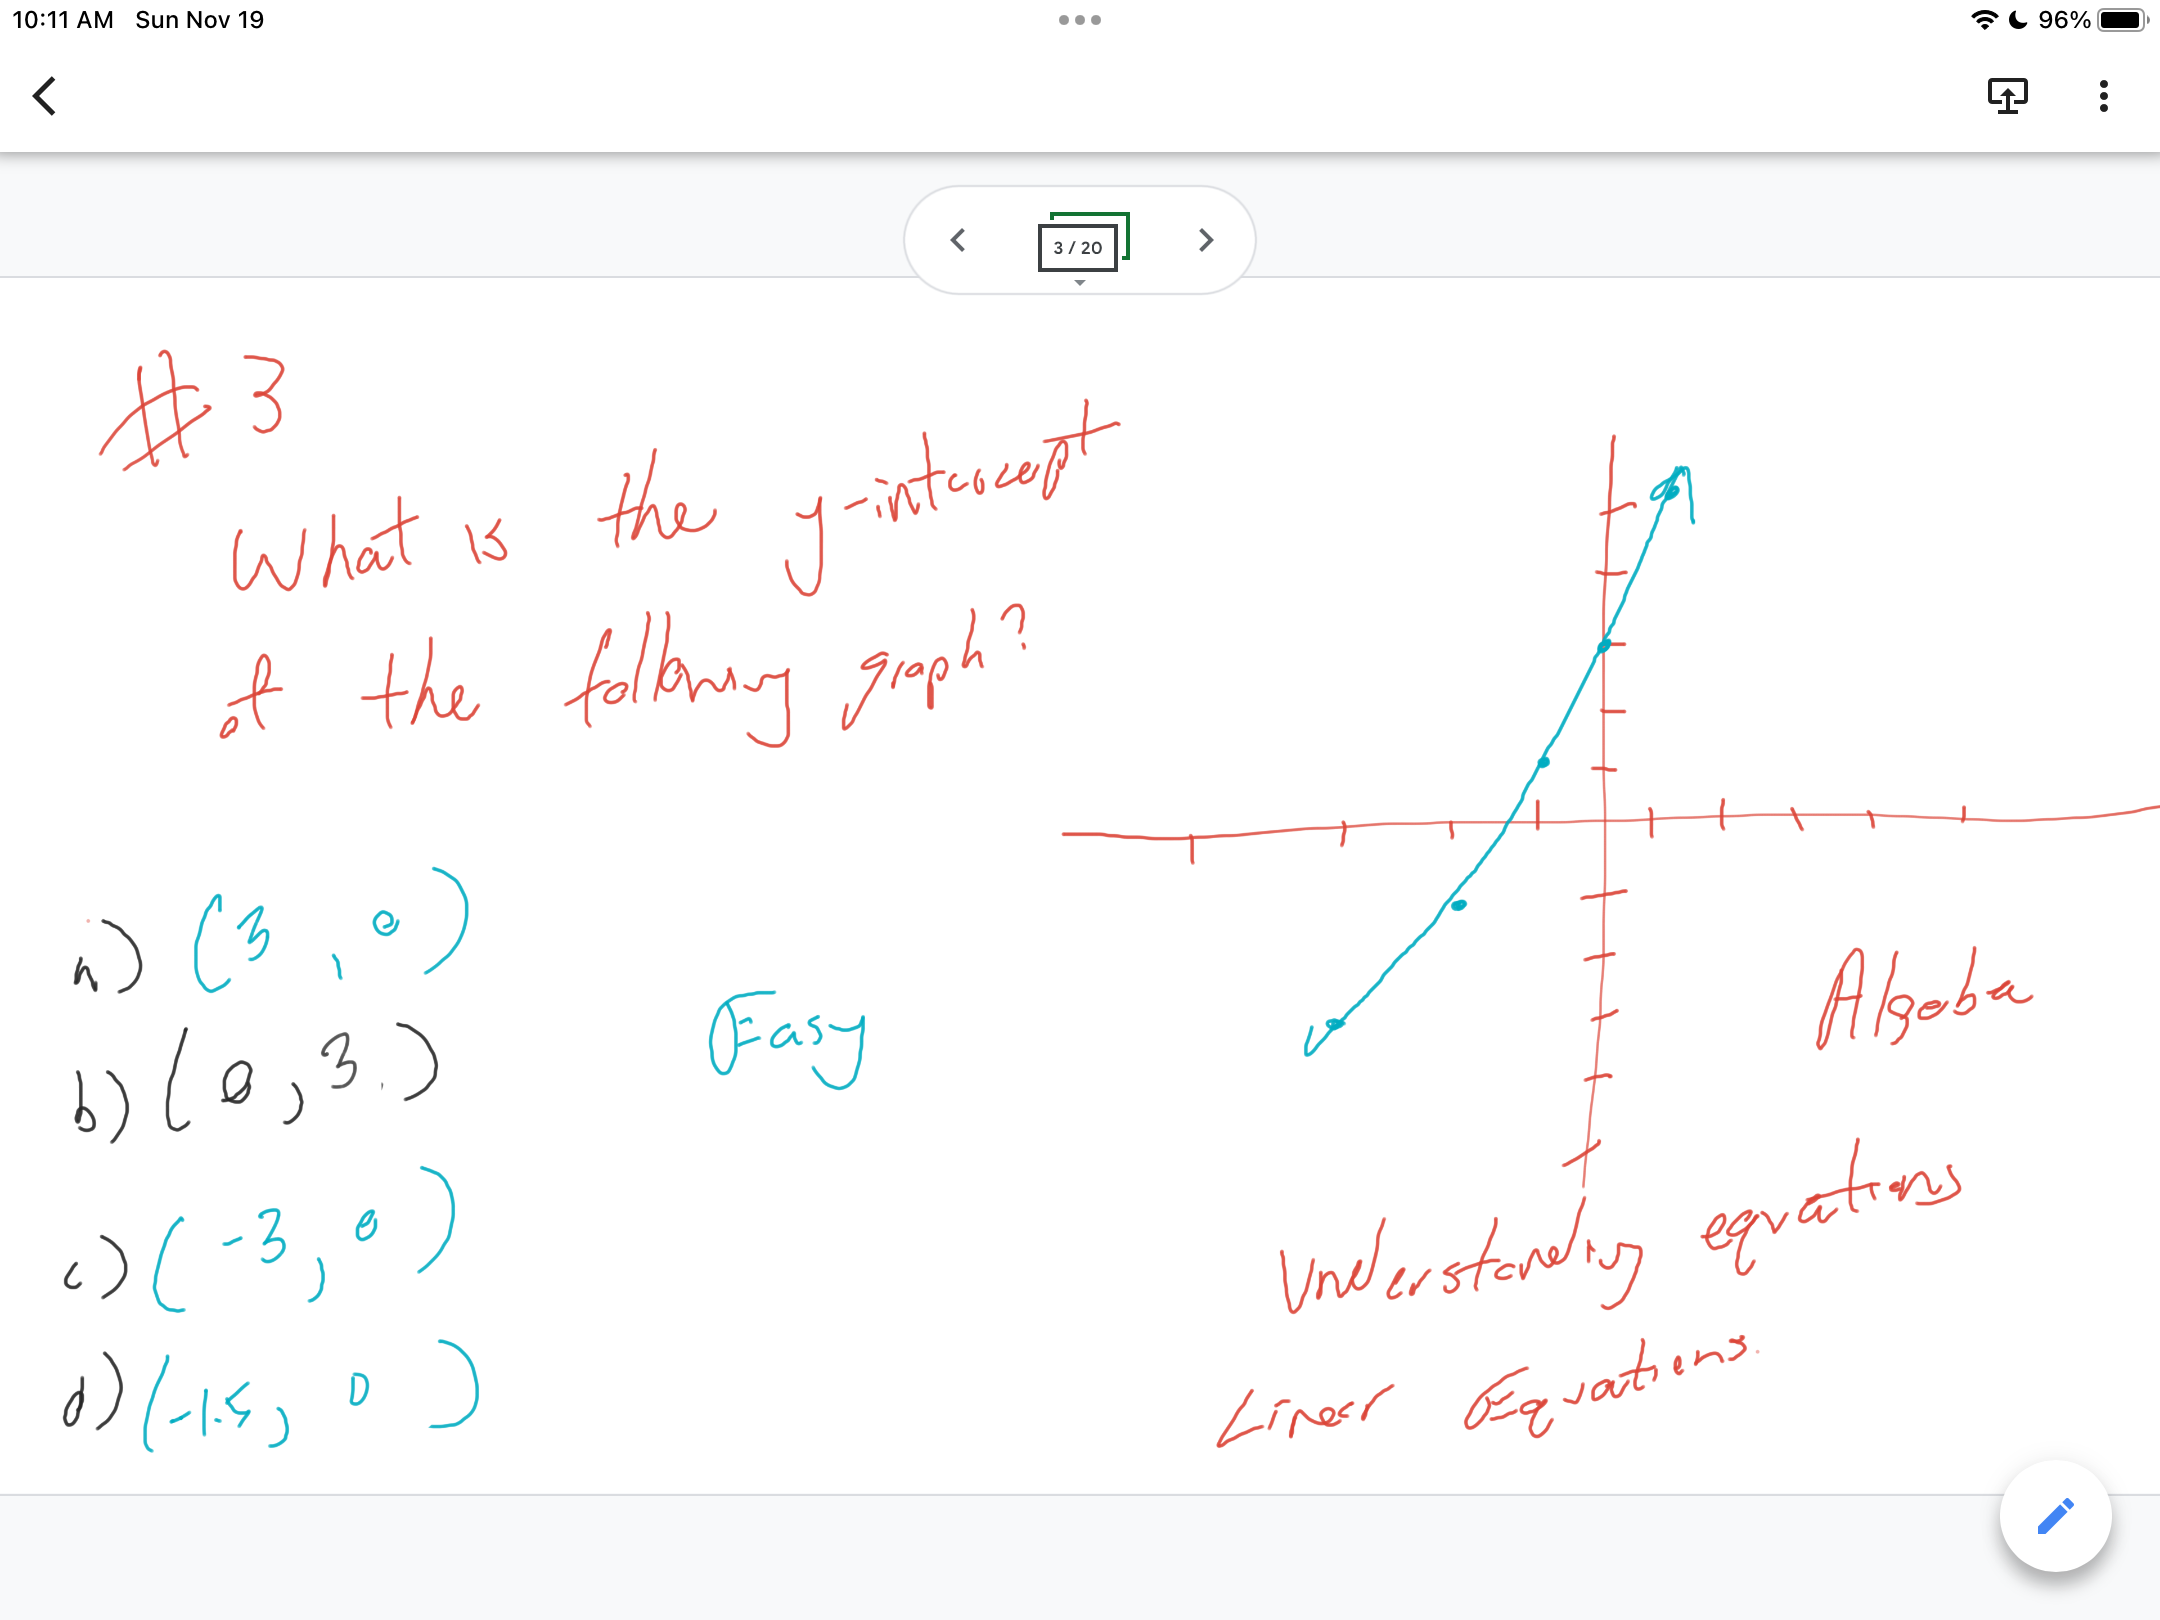 10:11 AM Sun Nov 19
96%
3 / 20
#3
What is the y-intercept
of the following graph?
a) (3, 0)
b) (0, 3.)
c) (-3, 0)
d) (-1.5, 0)
Easy
Algeba
Understanding equations
Linear Equations.